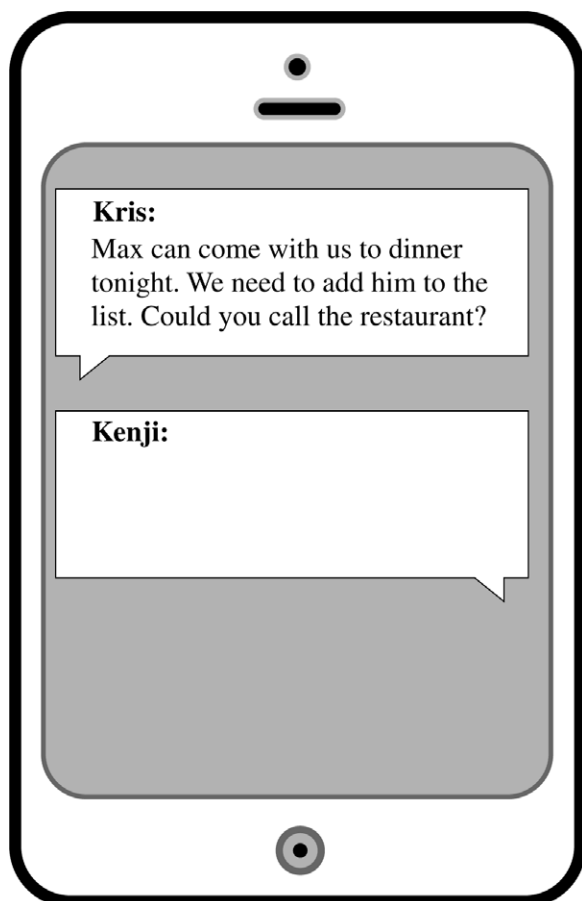 Kris:
Max can come with us to dinner
tonight. We need to add him to the
list. Could you call the restaurant?
Kenji: